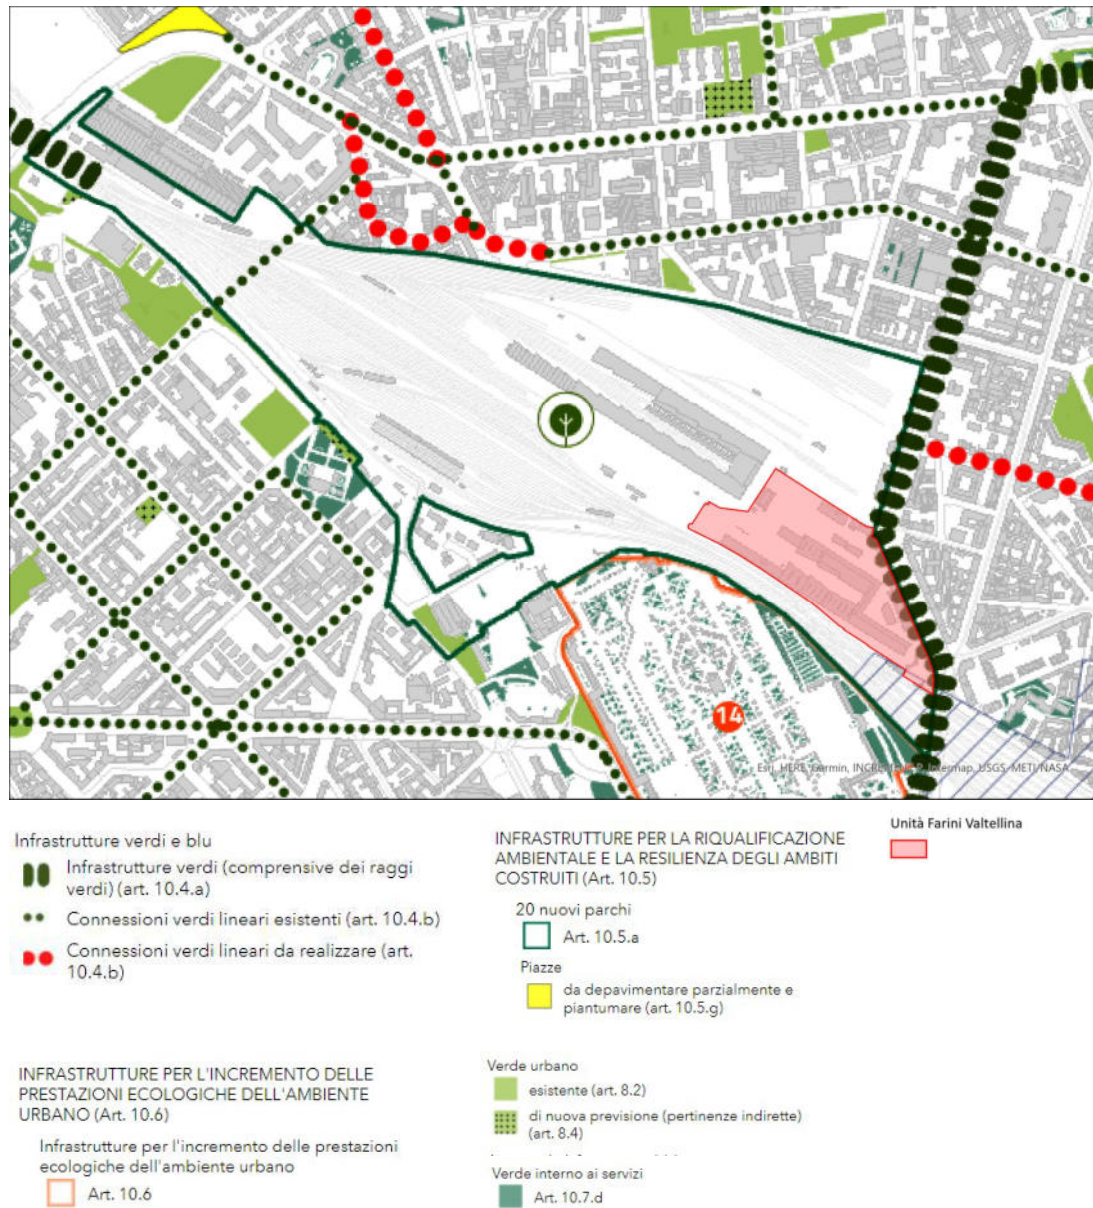 14
Esri, HERE, Garmin, INCREMENT P, Intermap, USGS, METI/NASA
Infrastrutture verdi e blu
Infrastrutture verdi (comprensive dei raggi
verdi) (art. 10.4.a)
Connessioni verdi lineari esistenti (art. 10.4.b)
Connessioni verdi lineari da realizzare (art.
10.4.b)
INFRASTRUTTURE PER LA RIQUALIFICAZIONE
AMBIENTALE E LA RESILIENZA DEGLI AMBITI
COSTRUITI (Art. 10.5)
20 nuovi parchi
Art. 10.5.a
Piazze
da depavimentare parzialmente e
piantumare (art. 10.5.g)
Unità Farini Valtellina
INFRASTRUTTURE PER L'INCREMENTO DELLE
PRESTAZIONI ECOLOGICHE DELL'AMBIENTE
URBANO (Art. 10.6)
Infrastrutture per l'incremento delle prestazioni
ecologiche dell'ambiente urbano
Art. 10.6
Verde urbano
esistente (art. 8.2)
di nuova previsione (pertinenze indirette)
(art. 8.4)
Verde interno ai servizi
Art. 10.7.d